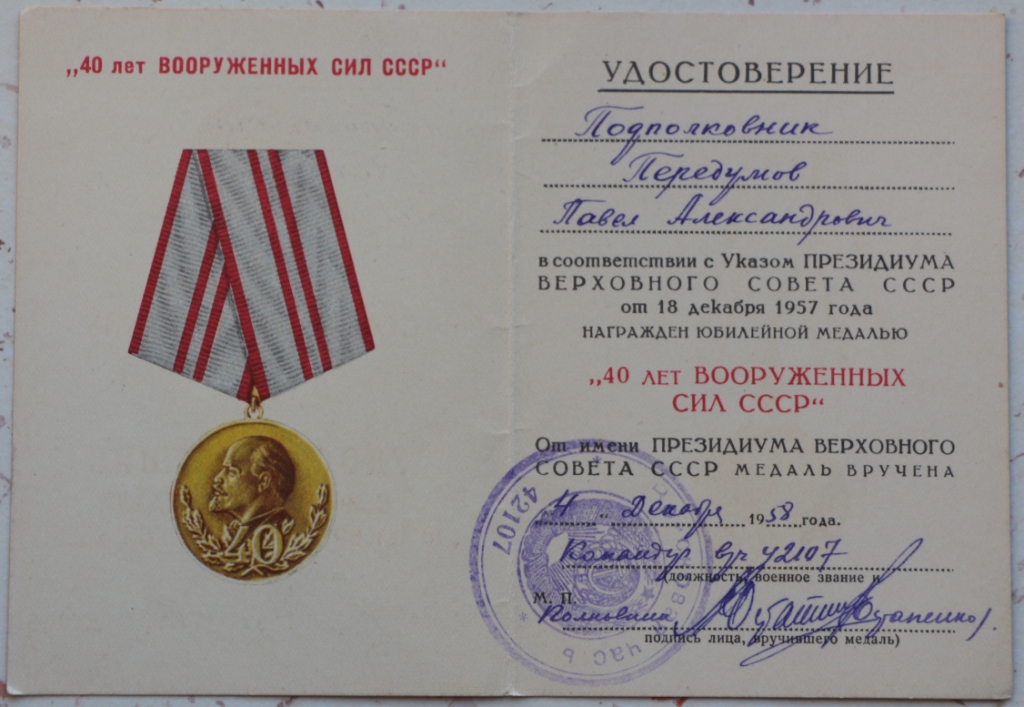 „40 лет ВООРУЖЕННЫХ СИЛ СССР“
УДОСТОВЕРЕНИЕ
Подполковник
Передумов
Павел Александрович
в соответствии с Указом ПРЕЗИДИУМА
ВЕРХОВНОГО СОВЕТА СССР
от 18 декабря 1957 года
НАГРАЖДЕН ЮБИЛЕЙНОЙ МЕДАЛЬЮ
„40 ЛЕТ ВООРУЖЕННЫХ
СИЛ СССР“
От имени ПРЕЗИДИУМА ВЕРХОВНОГО
СОВЕТА СССР МЕДАЛЬ ВРУЧЕНА
„4 „ Декабря 1958 года.
Командир в/ч 42107
(должность, военное звание и
М. П.
Полковник
подпись лица, вручившего медаль)
42107
часть
40